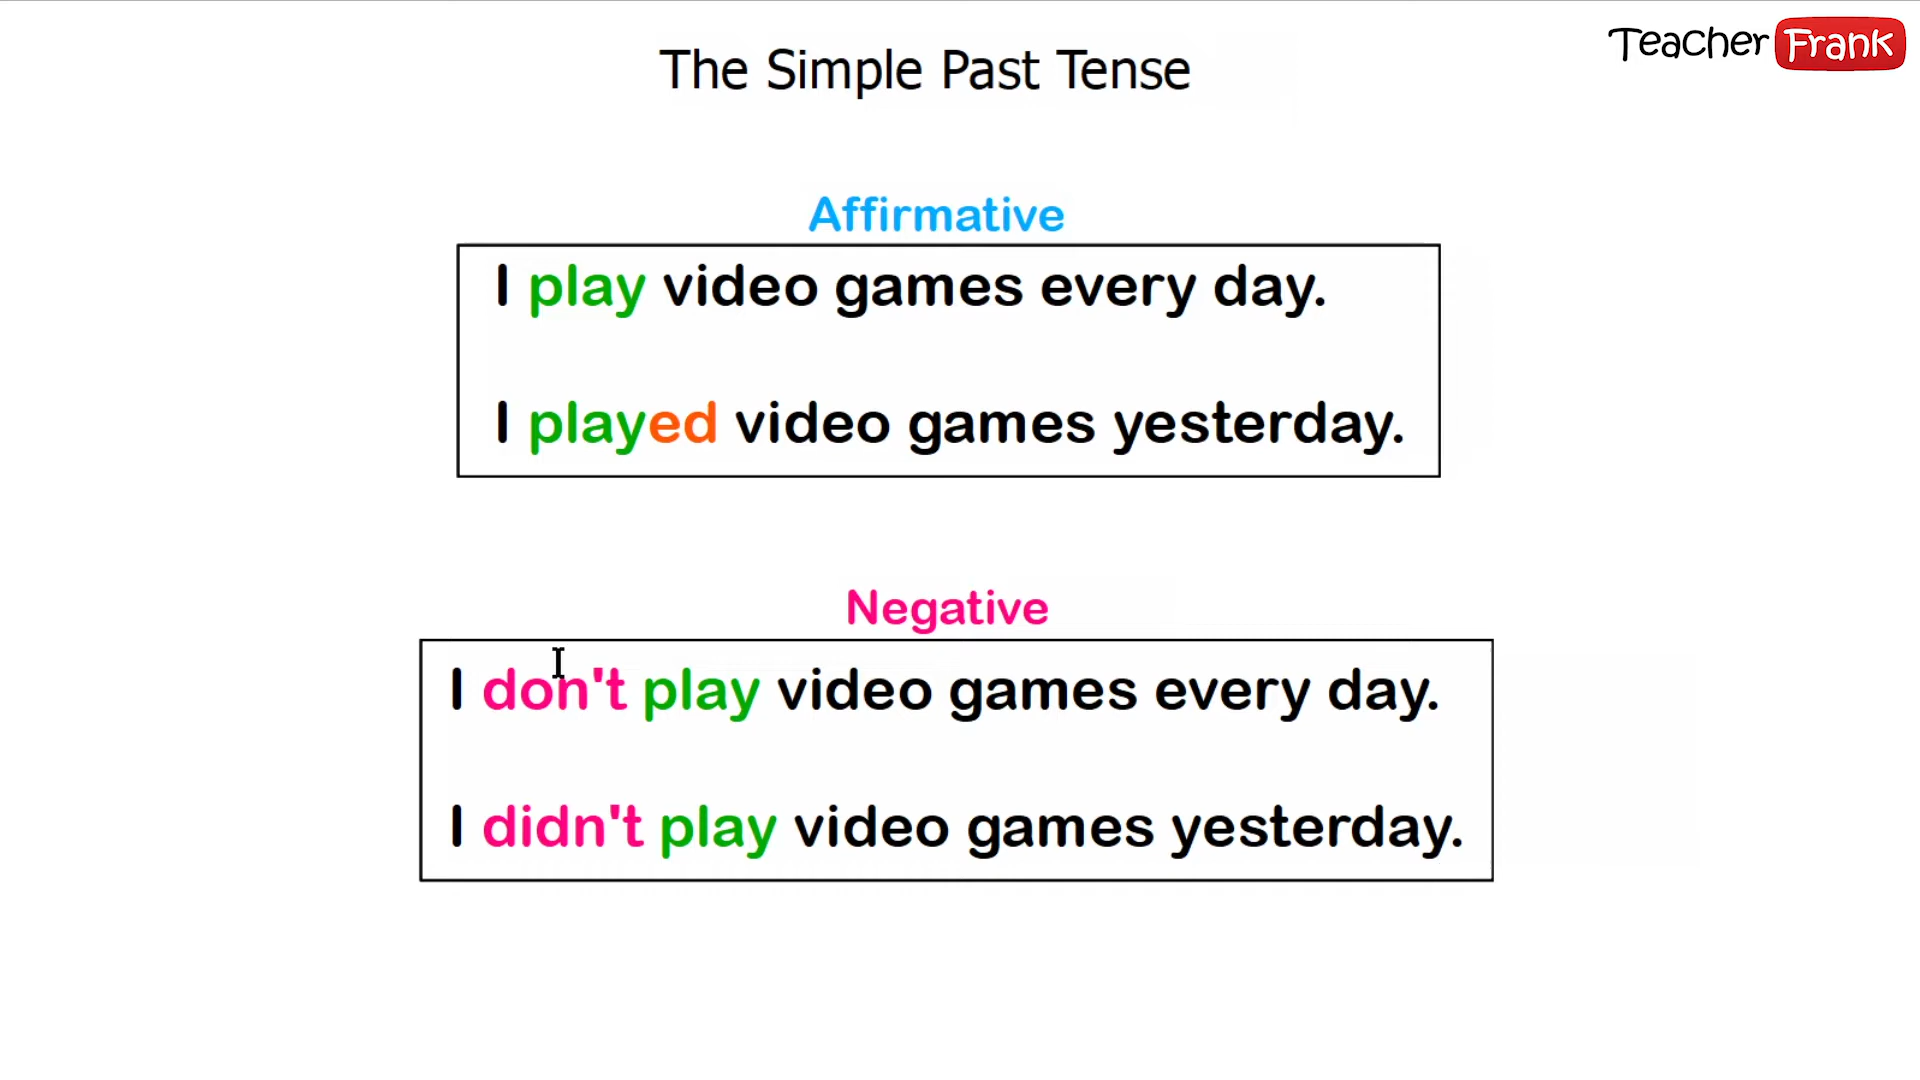 Teacher Frank
The Simple Past Tense
Affirmative
I play video games every day.
I played video games yesterday.
Negative
I don't play video games every day.
I didn't play video games yesterday.